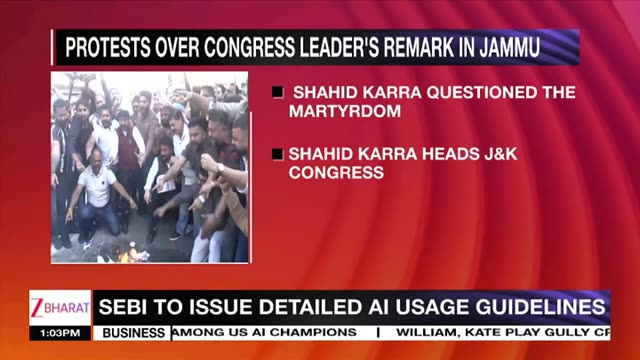 PROTESTS OVER CONGRESS LEADER'S REMARK IN JAMMU
SHAHID KARRA QUESTIONED THE
MARTYRDOM
SHAHID KARRA HEADS J&K
CONGRESS
Z BHARAT
SEBI TO ISSUE DETAILED AI USAGE GUIDELINES
1:03PM BUSINESS AMONG US AI CHAMPIONS WILLIAM, KATE PLAY GULLY CR